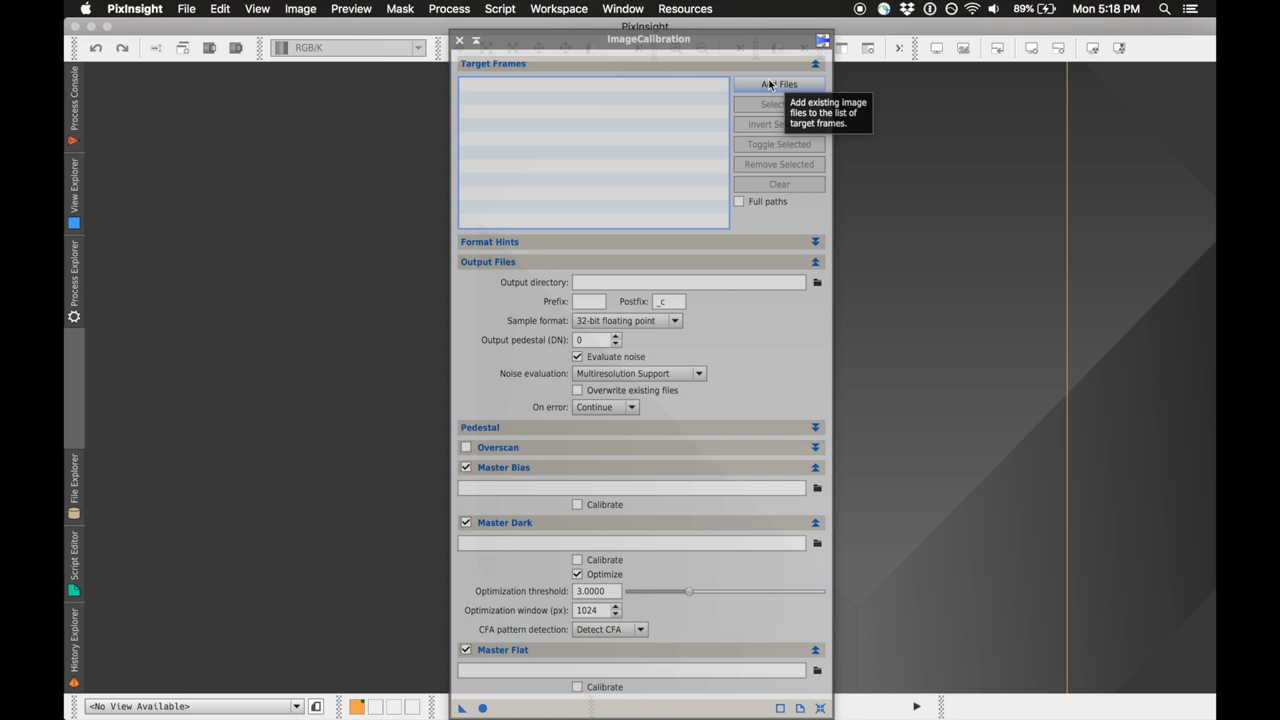 PixInsight File Edit View Image Preview Mask Process Script Workspace Window Resources 89% Mon 5:18 PM
PixInsight
RGB/K
ImageCalibration
Target Frames
Add Files
Add existing image
files to the list of
target frames.
Toggle Selected
Remove Selected
Clear
Full paths
Format Hints
Output Files
Output directory:
Prefix: Postfix: _c
Sample format: 32-bit floating point
Output pedestal (DN): 0
Evaluate noise
Noise evaluation: Multiresolution Support
Overwrite existing files
On error: Continue
Pedestal
Overscan
Master Bias
Calibrate
Master Dark
Calibrate
Optimize
Optimization threshold: 3.0000
Optimization window (px): 1024
CFA pattern detection: Detect CFA
Master Flat
Calibrate
Process Console
View Explorer
Process Explorer
File Explorer
Script Editor
History Explorer
<No View Available>